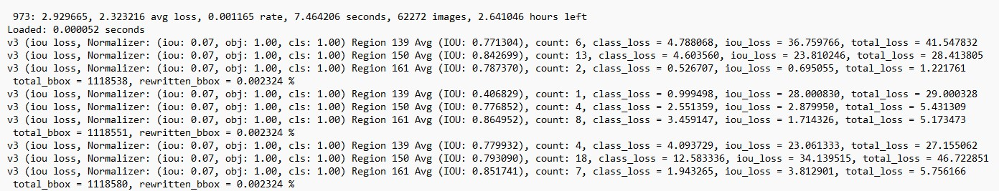 973: 2.929665, 2.323216 avg loss, 0.001165 rate, 7.464206 seconds, 62272 images, 2.641046 hours left
Loaded: 0.000052 seconds
v3 (iou loss, Normalizer: (iou: 0.07, obj: 1.00, cls: 1.00) Region 139 Avg (IOU: 0.771304), count: 6, class_loss = 4.788068, iou_loss = 36.759766, total_loss = 41.547832
v3 (iou loss, Normalizer: (iou: 0.07, obj: 1.00, cls: 1.00) Region 150 Avg (IOU: 0.842699), count: 13, class_loss = 4.603560, iou_loss = 23.810246, total_loss = 28.413805
v3 (iou loss, Normalizer: (iou: 0.07, obj: 1.00, cls: 1.00) Region 161 Avg (IOU: 0.787370), count: 2, class_loss = 0.526707, iou_loss = 0.695055, total_loss = 1.221761
total_bbox = 1118538, rewritten_bbox = 0.002324 %
v3 (iou loss, Normalizer: (iou: 0.07, obj: 1.00, cls: 1.00) Region 139 Avg (IOU: 0.406829), count: 1, class_loss = 0.999498, iou_loss = 28.000830, total_loss = 29.000328
v3 (iou loss, Normalizer: (iou: 0.07, obj: 1.00, cls: 1.00) Region 150 Avg (IOU: 0.776852), count: 4, class_loss = 2.551359, iou_loss = 2.879950, total_loss = 5.431309
v3 (iou loss, Normalizer: (iou: 0.07, obj: 1.00, cls: 1.00) Region 161 Avg (IOU: 0.864952), count: 8, class_loss = 3.459147, iou_loss = 1.714326, total_loss = 5.173473
total_bbox = 1118551, rewritten_bbox = 0.002324 %
v3 (iou loss, Normalizer: (iou: 0.07, obj: 1.00, cls: 1.00) Region 139 Avg (IOU: 0.779932), count: 4, class_loss = 4.093729, iou_loss = 23.061333, total_loss = 27.155062
v3 (iou loss, Normalizer: (iou: 0.07, obj: 1.00, cls: 1.00) Region 150 Avg (IOU: 0.793090), count: 18, class_loss = 12.583336, iou_loss = 34.139515, total_loss = 46.722851
v3 (iou loss, Normalizer: (iou: 0.07, obj: 1.00, cls: 1.00) Region 161 Avg (IOU: 0.851741), count: 7, class_loss = 1.943265, iou_loss = 3.812901, total_loss = 5.756166
total_bbox = 1118580, rewritten_bbox = 0.002324 %